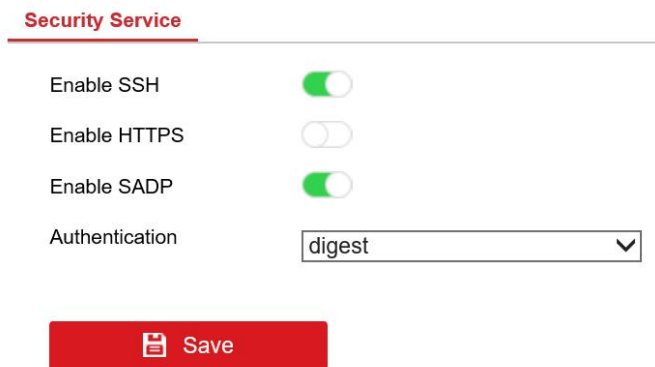 Security Service
Enable SSH
Enable HTTPS
Enable SADP
Authentication digest
Save